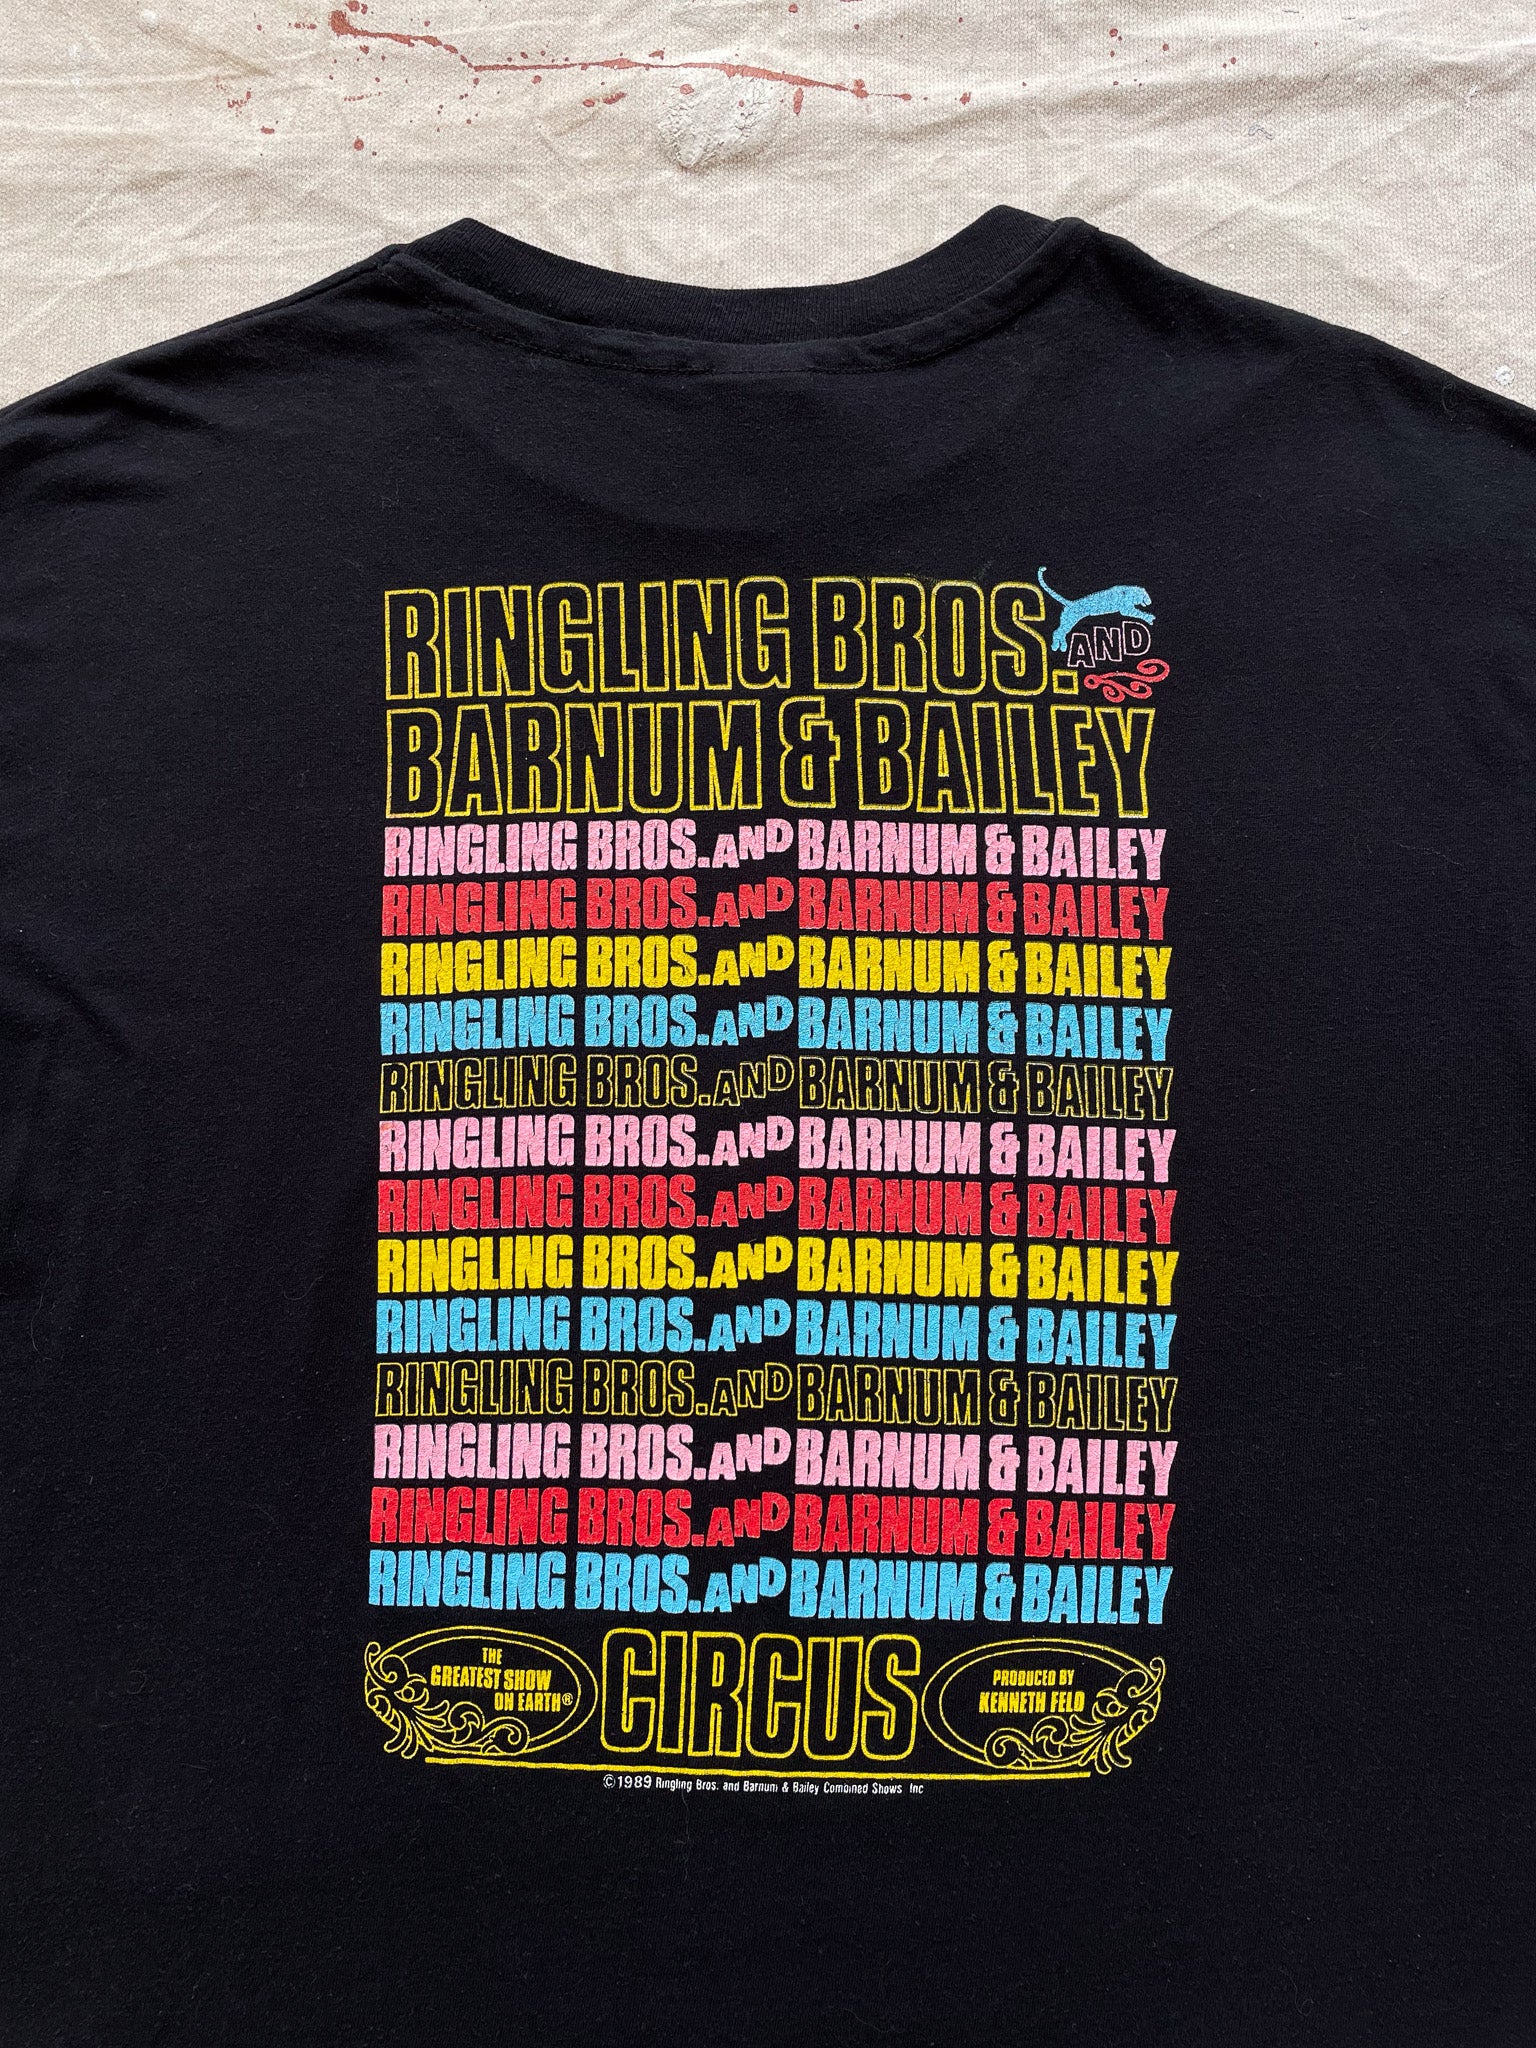 RINGLING BROS. AND
BARNUM & BAILEY
RINGLING BROS. AND BARNUM & BAILEY
RINGLING BROS. AND BARNUM & BAILEY
RINGLING BROS. AND BARNUM & BAILEY
RINGLING BROS. AND BARNUM & BAILEY
RINGLING BROS. AND BARNUM & BAILEY
RINGLING BROS. AND BARNUM & BAILEY
RINGLING BROS. AND BARNUM & BAILEY
RINGLING BROS. AND BARNUM & BAILEY
RINGLING BROS. AND BARNUM & BAILEY
RINGLING BROS. AND BARNUM & BAILEY
RINGLING BROS. AND BARNUM & BAILEY
RINGLING BROS. AND BARNUM & BAILEY
RINGLING BROS. AND BARNUM & BAILEY
THE
GREATEST SHOW
ON EARTH®
CIRCUS
PRODUCED BY
KENNETH FELD
©1989 Ringling Bros. and Barnum & Bailey Combined Shows, Inc